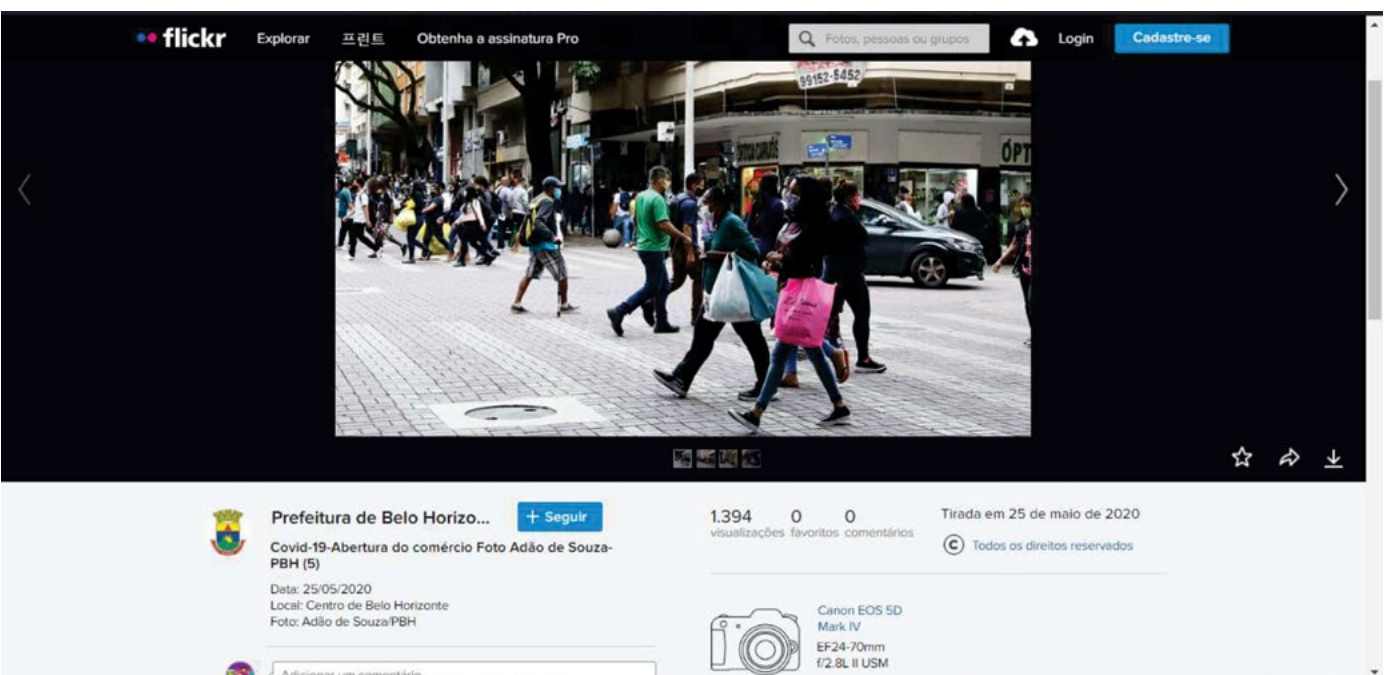 flickr
Explorar
프린트
Obtenha a assinatura Pro
Fotos, pessoas ou grupos
Login
Cadastre-se
99152-5452
ÓPT
Prefeitura de Belo Horizo...
+ Seguir
Covid-19-Abertura do comércio Foto Adão de Souza-
PBH (5)
Data: 25/05/2020
Local: Centro de Belo Horizonte
Foto: Adão de Souza/PBH
Adicionar um comentário
1.394
visualizações
0
favoritos
0
comentários
Tirada em 25 de maio de 2020
Todos os direitos reservados
Canon EOS 5D
Mark IV
EF24-70mm
f/2.8L II USM